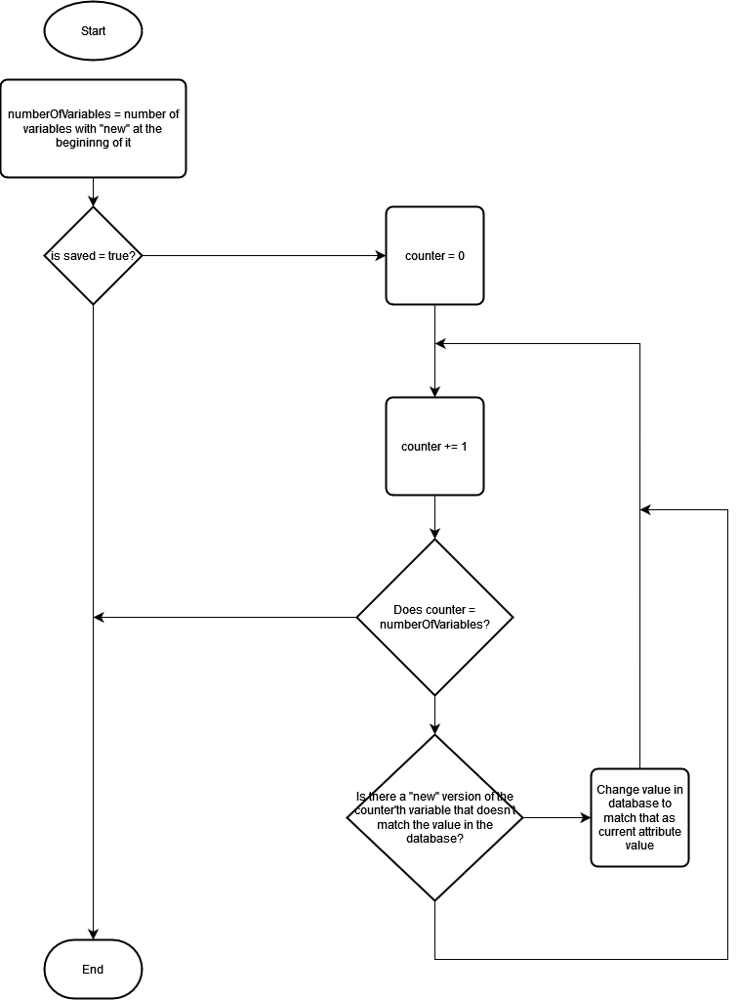 Start
numberOfVariables = number of
variables with "new" at the
begininng of it
is saved = true?
counter = 0
counter += 1
Does counter =
numberOfVariables?
Is there a "new" version of the
counter'th variable that doesn't
match the value in the
database?
Change value in
database to
match that as
current attribute
value
End